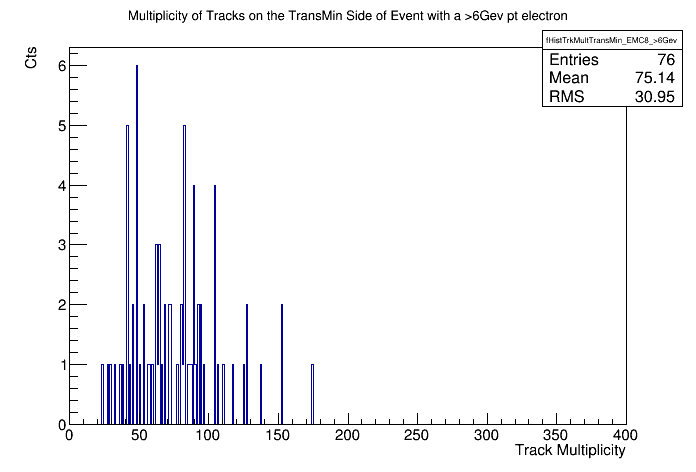 Multiplicity of Tracks on the TransMin Side of Event with a >6Gev pt electron
fHistTrkMultTransMin_EMC8_>6Gev
Entries 76
Mean 75.14
RMS 30.95
Cts
6
5
4
3
2
1
0
0 50 100 150 200 250 300 350 400
Track Multiplicity